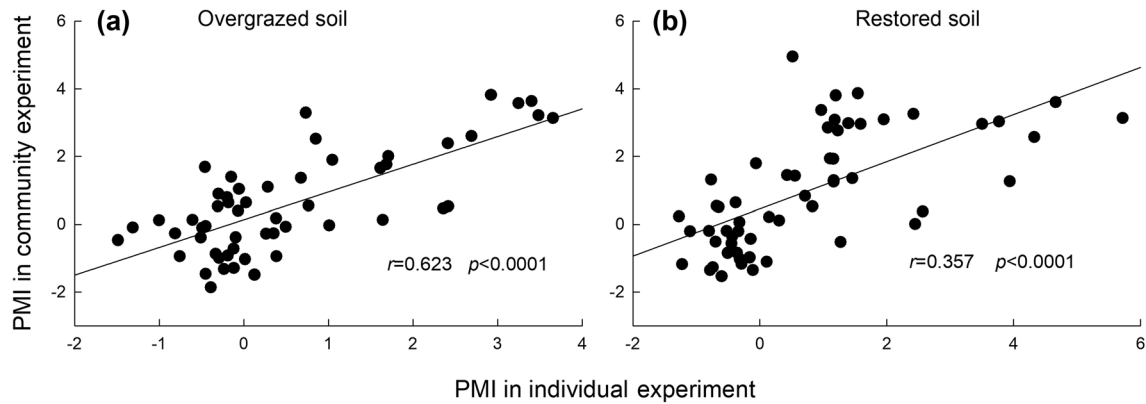 (a) Overgrazed soil
(b) Restored soil
PMI in community experiment
6
4
2
0
-2
r=0.623 p<0.0001
-2 -1 0 1 2 3 4
6
4
2
0
-2
r=0.357 p<0.0001
-2 0 2 4 6
PMI in individual experiment